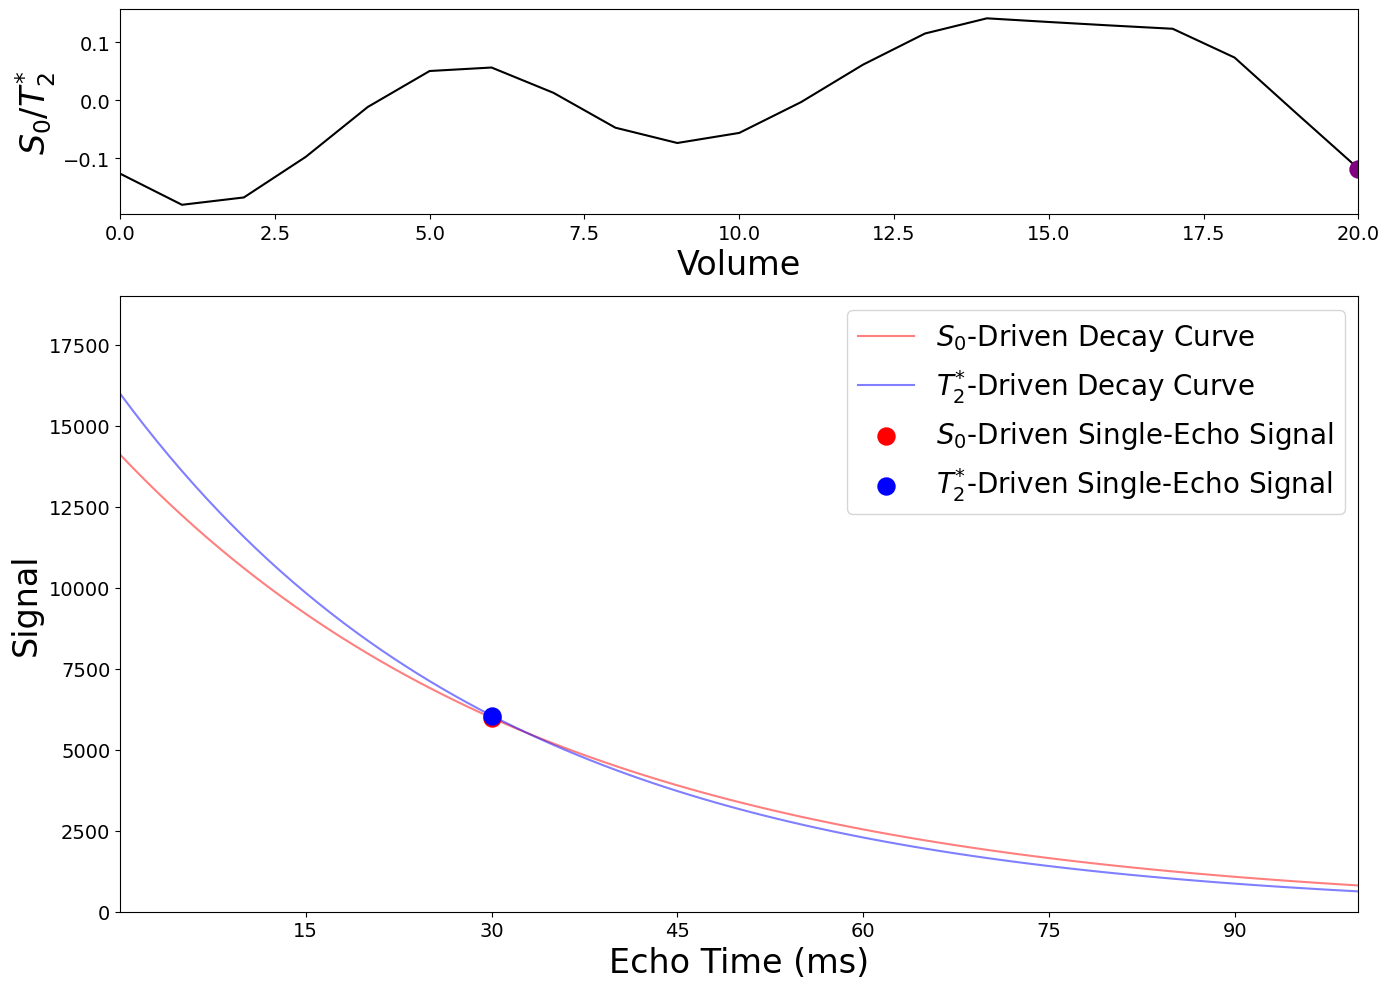 S₀/T₂*
0.1
0.0
−0.1
0.0 2.5 5.0 7.5 10.0 12.5 15.0 17.5 20.0
Volume
Signal
17500
15000
12500
10000
7500
5000
2500
0
S₀-Driven Decay Curve
T₂*-Driven Decay Curve
S₀-Driven Single-Echo Signal
T₂*-Driven Single-Echo Signal
15 30 45 60 75 90
Echo Time (ms)